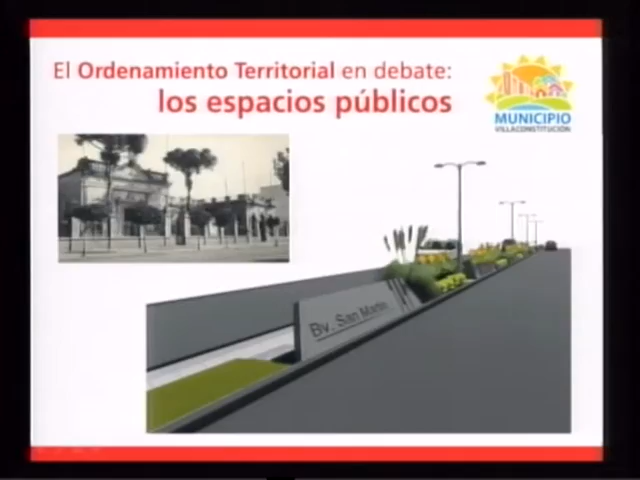 El Ordenamiento Territorial en debate:
los espacios públicos
MUNICIPIO
VILLA CONSTITUCIÓN
Bv. San Martín